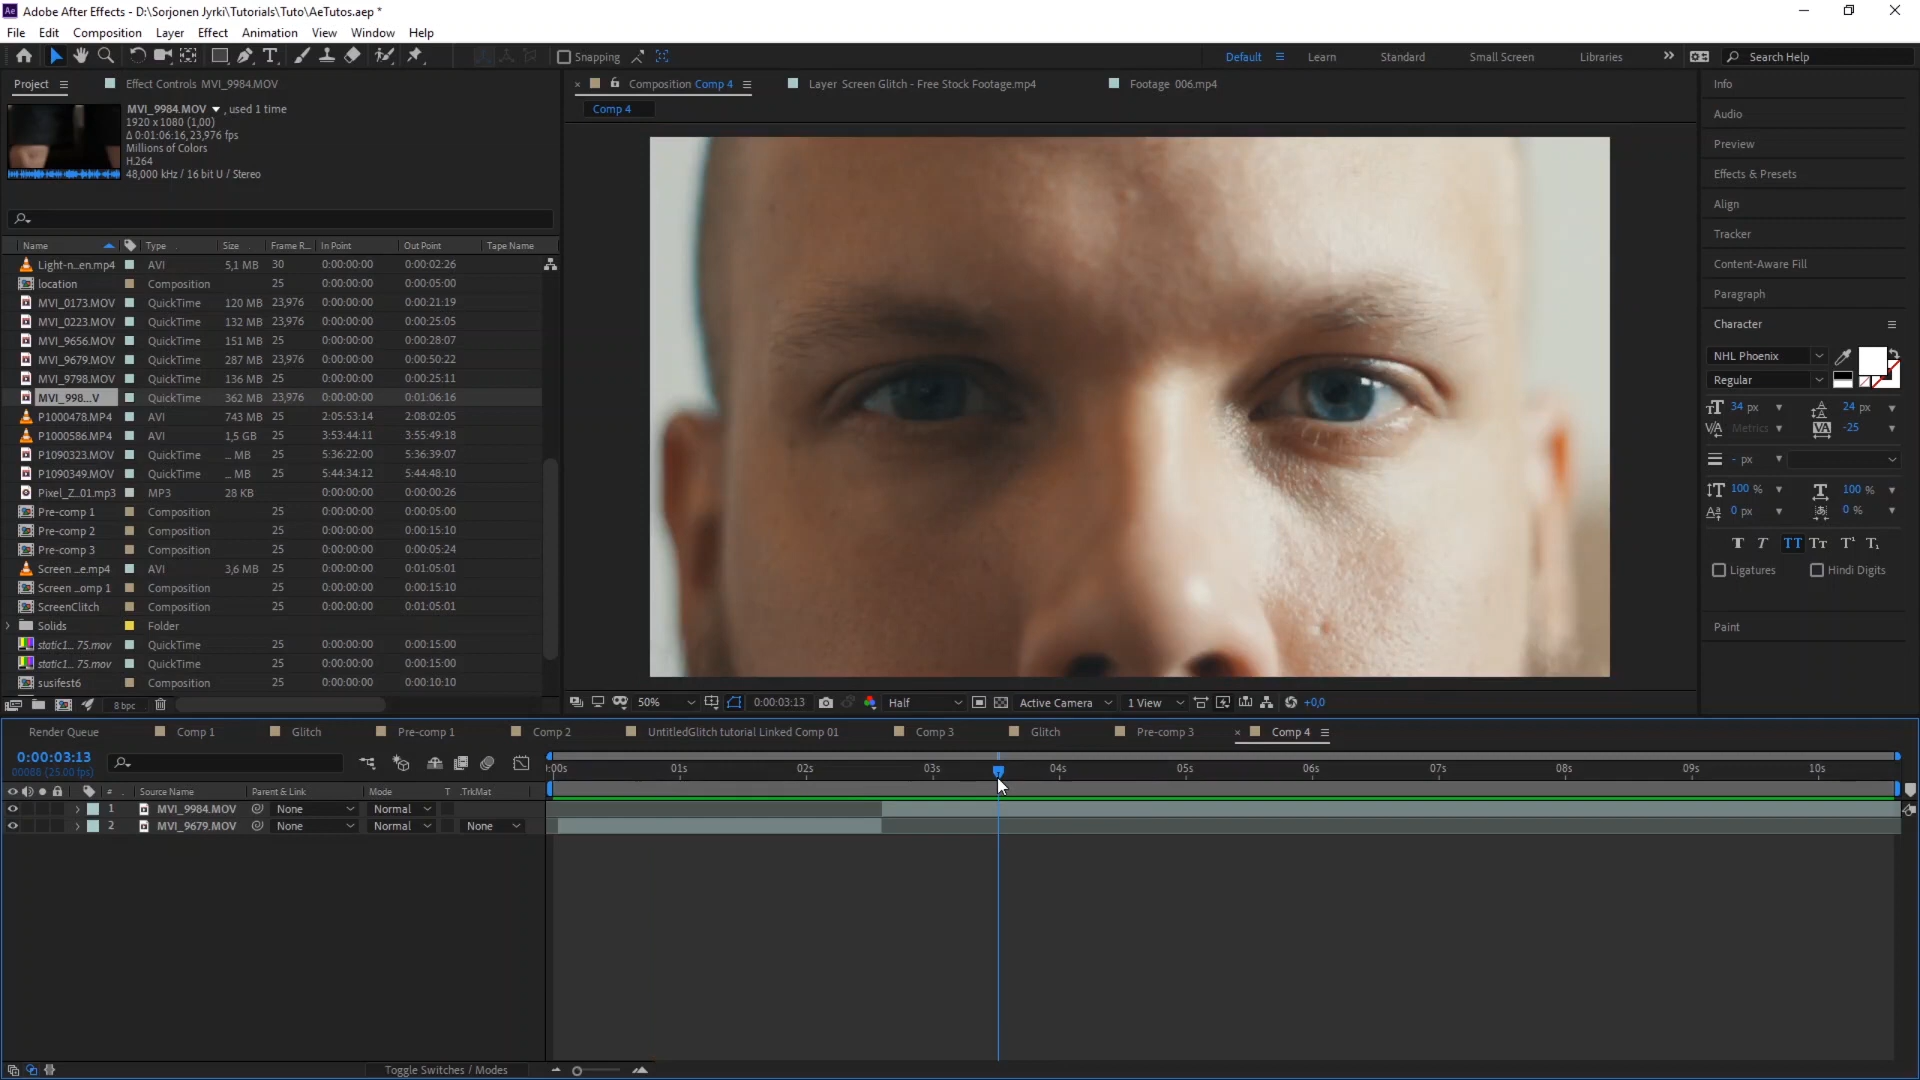 Adobe After Effects - D:\Sorjonen Jyrki\Tutorials\Tuto\AeTutos.aep *
File Edit Composition Layer Effect Animation View Window Help
Snapping Default Learn Standard Small Screen Libraries Search Help
Project Effect Controls MVI_9984.MOV
MVI_9984.MOV , used 1 time
1920 x 1080 (1,00)
Δ 0:01:06:16, 23,976 fps
Millions of Colors
H.264
48,000 kHz / 16 bit U / Stereo
Name Type Size Frame R... In Point Out Point Tape Name
Light-n...en.mp4 AVI 5,1 MB 30 0:00:00:00 0:00:02:26
location Composition 25 0:00:00:00 0:00:05:00
MVI_0173.MOV QuickTime 120 MB 23,976 0:00:00:00 0:00:21:19
MVI_0223.MOV QuickTime 132 MB 23,976 0:00:00:00 0:00:25:05
MVI_9656.MOV QuickTime 151 MB 25 0:00:00:00 0:00:28:07
MVI_9679.MOV QuickTime 287 MB 23,976 0:00:00:00 0:00:50:22
MVI_9798.MOV QuickTime 136 MB 25 0:00:00:00 0:00:25:11
MVI_998...V QuickTime 362 MB 23,976 0:00:00:00 0:01:06:16
P1000478.MP4 AVI 743 MB 25 2:05:53:14 2:08:02:05
P1000586.MP4 AVI 1,5 GB 25 3:53:44:11 3:55:49:18
P1090323.MOV QuickTime ... MB 25 5:36:22:00 5:36:39:07
P1090349.MOV QuickTime ... MB 25 5:44:34:12 5:44:48:10
Pixel_Z...01.mp3 MP3 28 KB 0:00:00:00 0:00:00:26
Pre-comp 1 Composition 25 0:00:00:00 0:00:05:00
Pre-comp 2 Composition 25 0:00:00:00 0:00:15:10
Pre-comp 3 Composition 25 0:00:00:00 0:00:05:24
Screen ...e.mp4 AVI 3,6 MB 25 0:00:00:00 0:01:05:01
Screen ...omp 1 Composition 25 0:00:00:00 0:00:15:10
ScreenClitch Composition 25 0:00:00:00 0:01:05:01
Solids Folder
static1... 75.mov QuickTime 25 0:00:00:00 0:00:15:00
static1... 75.mov QuickTime 25 0:00:00:00 0:00:15:00
susifest6 Composition 25 0:00:00:00 0:00:10:10
8 bpc
Composition Comp 4 Layer Screen Glitch - Free Stock Footage.mp4 Footage 006.mp4
Comp 4
50% 0:00:03:13 Half Active Camera 1 View +0,0
Info
Audio
Preview
Effects & Presets
Align
Tracker
Content-Aware Fill
Paragraph
Character
NHL Phoenix
Regular
34 px 24 px
Metrics -25
- px
100 % 100 %
0 px 0 %
T T TT Tt T¹ T₁
Ligatures Hindi Digits
Paint
Render Queue Comp 1 Glitch Pre-comp 1 Comp 2 UntitledGlitch tutorial Linked Comp 01 Comp 3 Glitch Pre-comp 3 Comp 4
0:00:03:13
00088 (25.00 fps)
:00s 01s 02s 03s 04s 05s 06s 07s 08s 09s 10s
# Source Name Parent & Link Mode T .TrkMat
1 MVI_9984.MOV None Normal
2 MVI_9679.MOV None Normal None
Toggle Switches / Modes